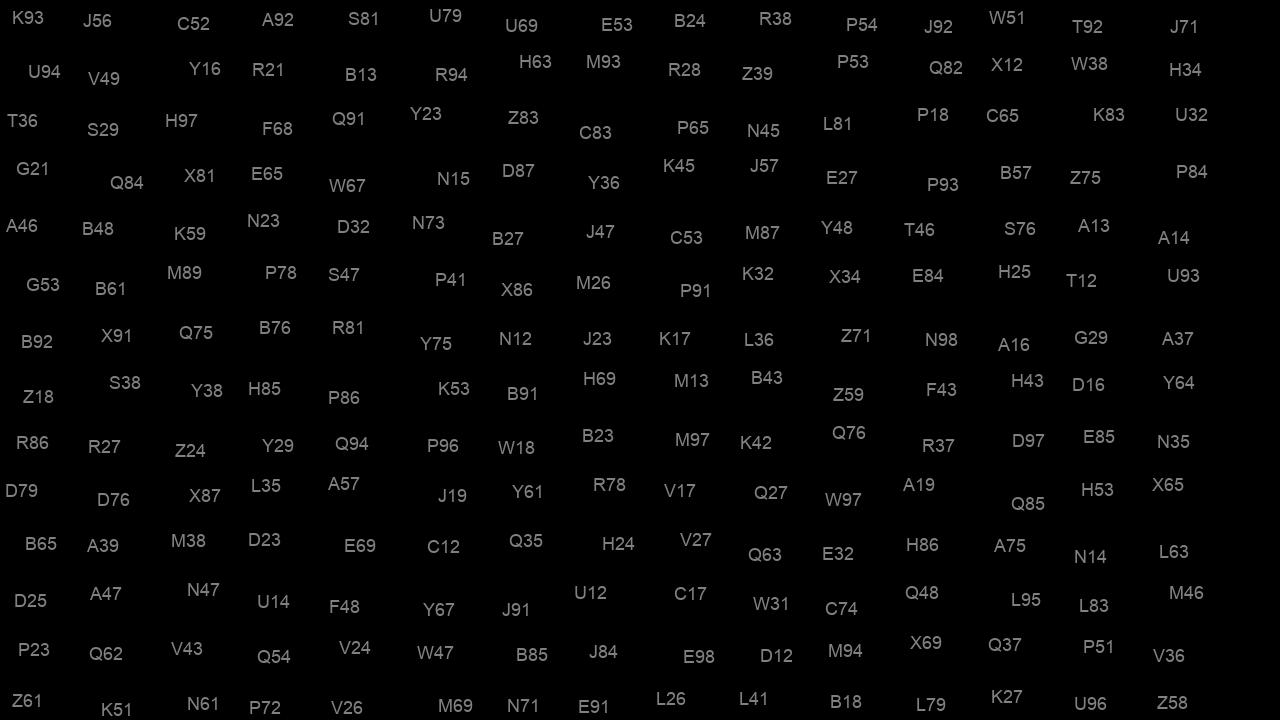 K93 J56 C52 A92 S81 U79 U69 E53 B24 R38 P54 J92 W51 T92 J71
U94 V49 Y16 R21 B13 R94 H63 M93 R28 Z39 P53 Q82 X12 W38 H34
T36 S29 H97 F68 Q91 Y23 Z83 C83 P65 N45 L81 P18 C65 K83 U32
G21 Q84 X81 E65 W67 N15 D87 Y36 K45 J57 E27 P93 B57 Z75 P84
A46 B48 K59 N23 D32 N73 B27 J47 C53 M87 Y48 T46 S76 A13 A14
G53 B61 M89 P78 S47 P41 X86 M26 P91 K32 X34 E84 H25 T12 U93
B92 X91 Q75 B76 R81 Y75 N12 J23 K17 L36 Z71 N98 A16 G29 A37
Z18 S38 Y38 H85 P86 K53 B91 H69 M13 B43 Z59 F43 H43 D16 Y64
R86 R27 Z24 Y29 Q94 P96 W18 B23 M97 K42 Q76 R37 D97 E85 N35
D79 D76 X87 L35 A57 J19 Y61 R78 V17 Q27 W97 A19 Q85 H53 X65
B65 A39 M38 D23 E69 C12 Q35 H24 V27 Q63 E32 H86 A75 N14 L63
D25 A47 N47 U14 F48 Y67 J91 U12 C17 W31 C74 Q48 L95 L83 M46
P23 Q62 V43 Q54 V24 W47 B85 J84 E98 D12 M94 X69 Q37 P51 V36
Z61 K51 N61 P72 V26 M69 N71 E91 L26 L41 B18 L79 K27 U96 Z58